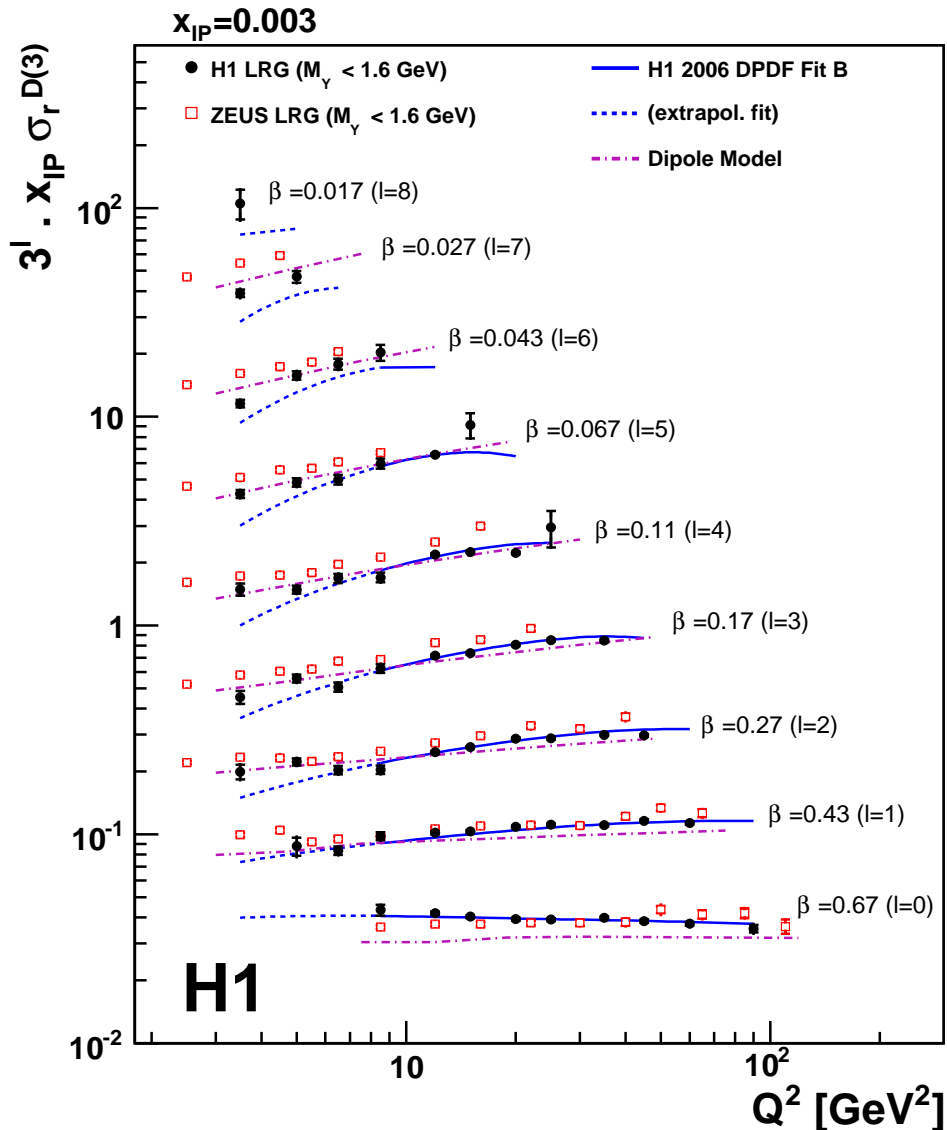 x_IP=0.003
3^l . x_IP σ_r^D(3)
H1 LRG (M_Y < 1.6 GeV)
ZEUS LRG (M_Y < 1.6 GeV)
H1 2006 DPDF Fit B
(extrapol. fit)
Dipole Model
β =0.017 (l=8)
β =0.027 (l=7)
β =0.043 (l=6)
β =0.067 (l=5)
β =0.11 (l=4)
β =0.17 (l=3)
β =0.27 (l=2)
β =0.43 (l=1)
β =0.67 (l=0)
10^2
10
1
10^-1
10^-2
H1
10
10^2
Q^2 [GeV^2]